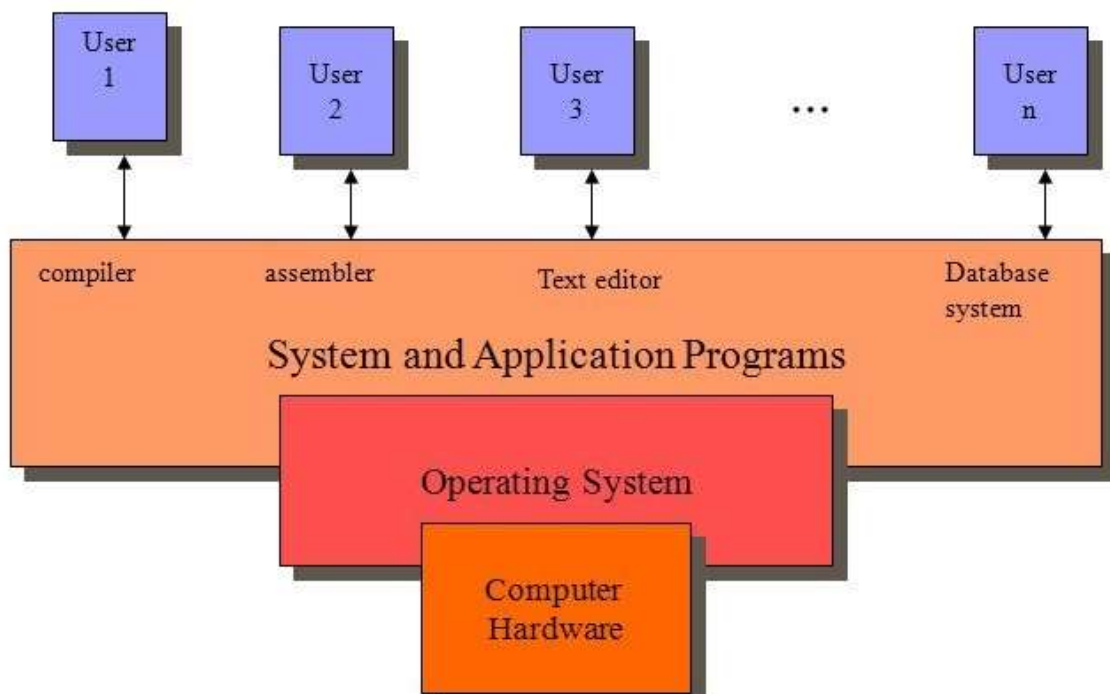 User
1
User
2
User
3
...
User
n
compiler
assembler
Text editor
Database
system
System and Application Programs
Operating System
Computer
Hardware